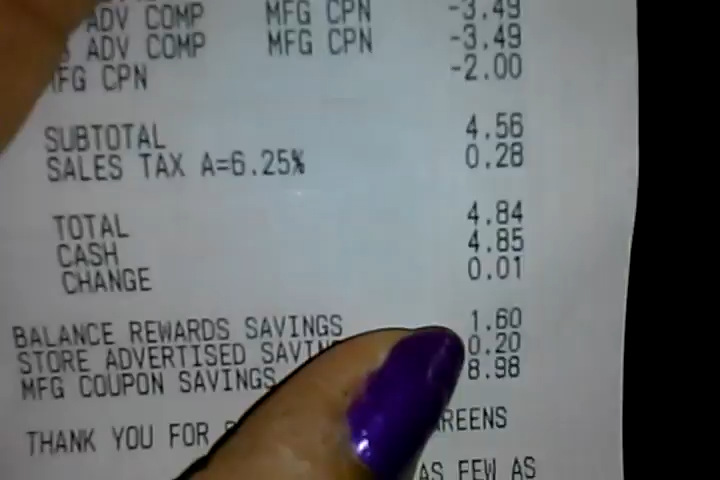 ADV COMP MFG CPN -3.49
ADV COMP MFG CPN -3.49
MFG CPN -2.00
SUBTOTAL 4.56
SALES TAX A=6.25% 0.28
TOTAL 4.84
CASH 4.85
CHANGE 0.01
BALANCE REWARDS SAVINGS 1.60
STORE ADVERTISED SAVIN 0.20
MFG COUPON SAVINGS 8.98
THANK YOU FOR REENS
AS FEW AS